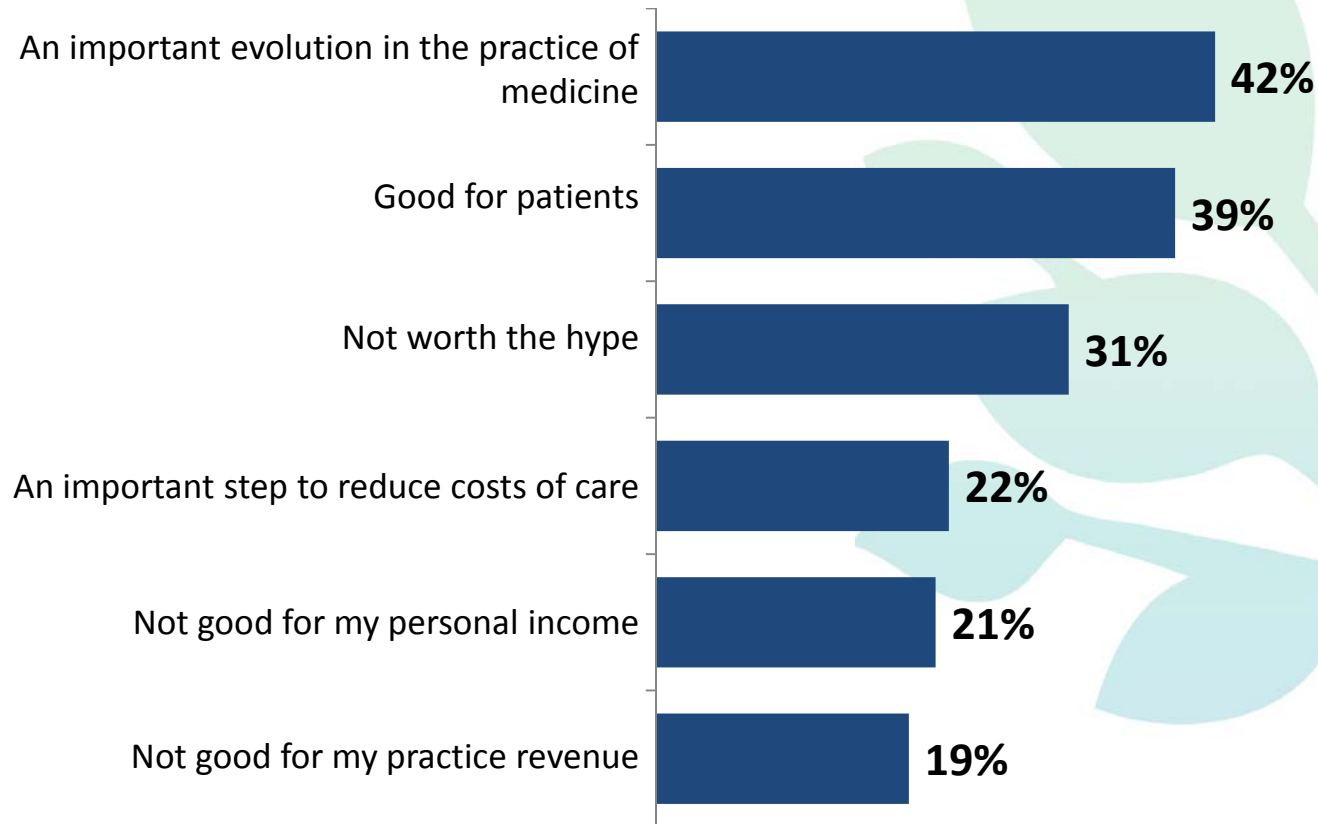 An important evolution in the practice of
medicine
42%
Good for patients
39%
Not worth the hype
31%
An important step to reduce costs of care
22%
Not good for my personal income
21%
Not good for my practice revenue
19%